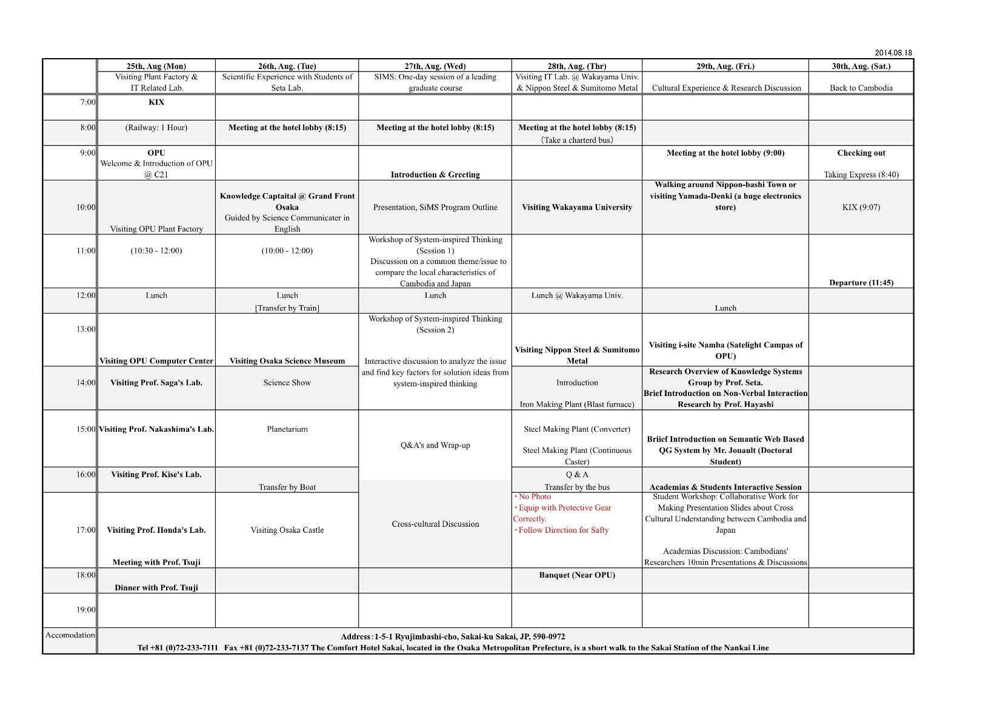 2014.08.18
25th, Aug (Mon)
26th, Aug. (Tue)
27th, Aug. (Wed)
28th, Aug. (Thr)
29th, Aug. (Fri.)
30th, Aug. (Sat.)
Visiting Plant Factory &
IT Related Lab.
Scientific Experience with Students of
Seta Lab.
SIMS: One-day session of a leading
graduate course
Visiting IT Lab. @ Wakayama Univ.
& Nippon Steel & Sumitomo Metal
Cultural Experience & Research Discussion
Back to Cambodia
7:00
KIX
8:00
(Railway: 1 Hour)
Meeting at the hotel lobby (8:15)
Meeting at the hotel lobby (8:15)
Meeting at the hotel lobby (8:15)
（Take a charterd bus）
9:00
OPU
Welcome & Introduction of OPU
@ C21
Introduction & Greeting
Meeting at the hotel lobby (9:00)
Checking out
Taking Express (8:40)
10:00
Visiting OPU Plant Factory
Knowledge Captaital @ Grand Front
Osaka
Guided by Science Communicater in
English
Presentation, SiMS Program Outline
Visiting Wakayama University
Walking around Nippon-bashi Town or
visiting Yamada-Denki (a huge electronics
store)
KIX (9:07)
11:00
(10:30 - 12:00)
(10:00 - 12:00)
Workshop of System-inspired Thinking
(Session 1)
Discussion on a common theme/issue to
compare the local characteristics of
Cambodia and Japan
Departure (11:45)
12:00
Lunch
Lunch
[Transfer by Train]
Lunch
Lunch @ Wakayama Univ.
Lunch
13:00
Visiting OPU Computer Center
Visiting Osaka Science Museum
Workshop of System-inspired Thinking
(Session 2)
Interactive discussion to analyze the issue
and find key factors for solution ideas from
system-inspired thinking
Visiting Nippon Steel & Sumitomo
Metal
Visiting i-site Namba (Satelight Campas of
OPU)
14:00
Visiting Prof. Saga's Lab.
Science Show
Introduction
Iron Making Plant (Blast furnace)
Research Overview of Knowledge Systems
Group by Prof. Seta.
Brief Introduction on Non-Verbal Interaction
Research by Prof. Hayashi
15:00
Visiting Prof. Nakashima's Lab.
Planetarium
Q&A's and Wrap-up
Steel Making Plant (Converter)
Steel Making Plant (Continuous
Caster)
Briief Introduction on Semantic Web Based
QG System by Mr. Jouault (Doctoral
Student)
16:00
Visiting Prof. Kise's Lab.
Transfer by Boat
Q & A
Transfer by the bus
Academias & Students Interactive Session
17:00
Visiting Prof. Honda's Lab.
Meeting with Prof. Tsuji
Visiting Osaka Castle
Cross-cultural Discussion
・No Photo
・Equip with Protective Gear
Correctly.
・Follow Direction for Safty
Student Workshop: Collaborative Work for
Making Presentation Slides about Cross
Cultural Understanding between Cambodia and
Japan
Academias Discussion: Cambodians'
Researchers 10min Presentations & Discussions
18:00
Dinner with Prof. Tsuji
Banquet (Near OPU)
19:00
Accomodation
Address：1-5-1 Ryujimbashi-cho, Sakai-ku Sakai, JP, 590-0972
Tel +81 (0)72-233-7111 Fax +81 (0)72-233-7137 The Comfort Hotel Sakai, located in the Osaka Metropolitan Prefecture, is a short walk to the Sakai Station of the Nankai Line